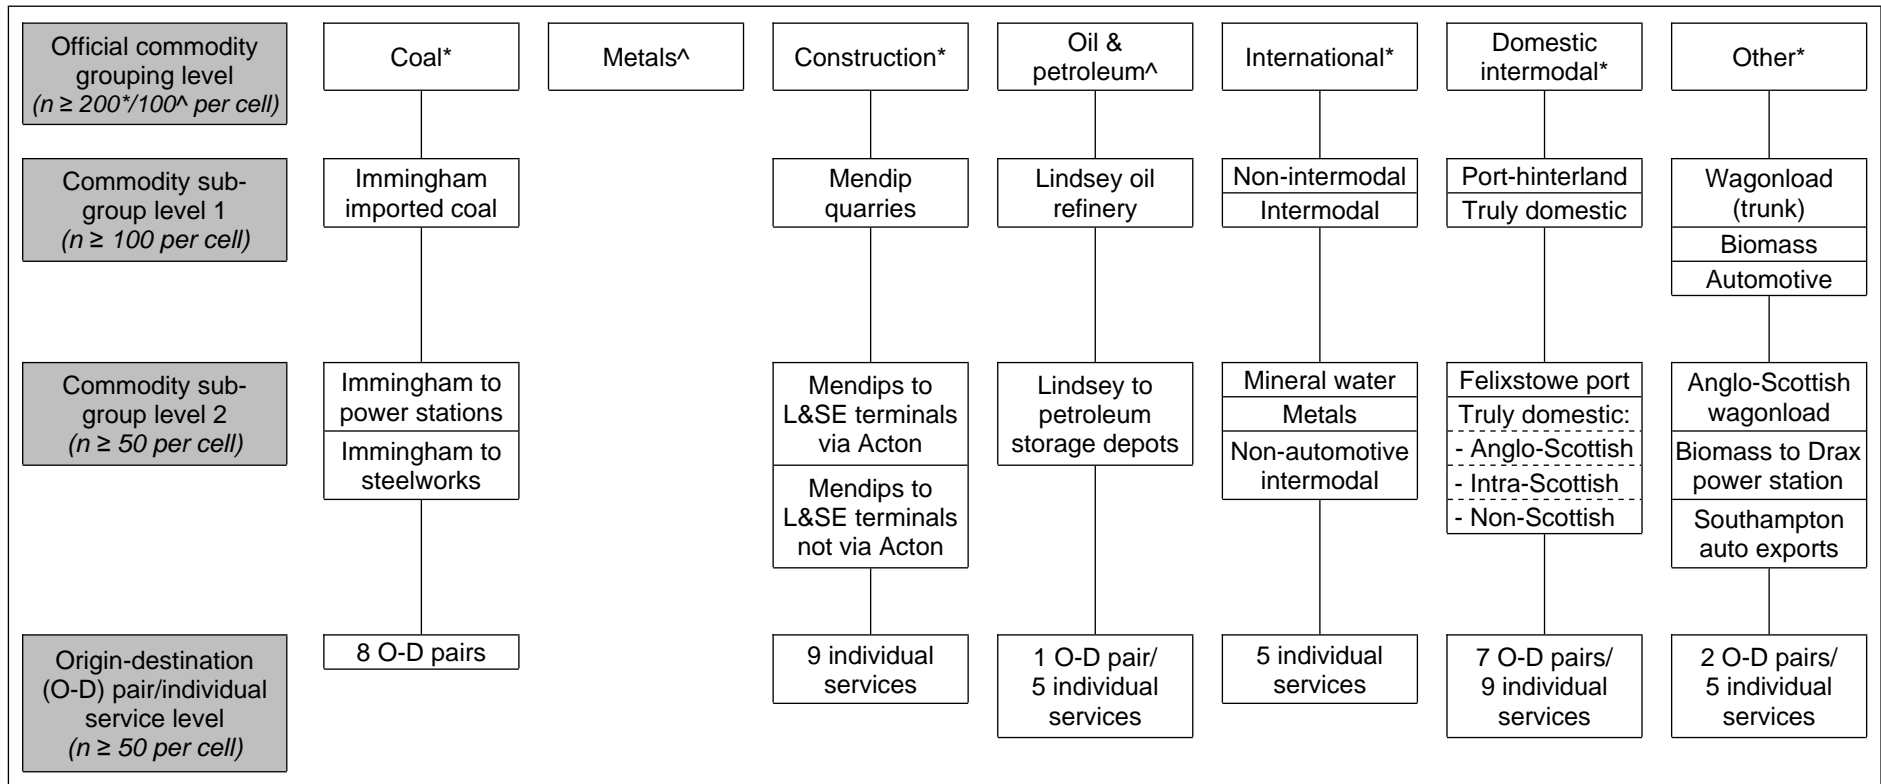 Official commodity
grouping level
(n ≥ 200*/100^ per cell)
Coal*
Metals^
Construction*
Oil &
petroleum^
International*
Domestic
intermodal*
Other*
Commodity sub-
group level 1
(n ≥ 100 per cell)
Immingham
imported coal
Mendip
quarries
Lindsey oil
refinery
Non-intermodal
Intermodal
Port-hinterland
Truly domestic
Wagonload
(trunk)
Biomass
Automotive
Commodity sub-
group level 2
(n ≥ 50 per cell)
Immingham to
power stations
Immingham to
steelworks
Mendips to
L&SE terminals
via Acton
Mendips to
L&SE terminals
not via Acton
Lindsey to
petroleum
storage depots
Mineral water
Metals
Non-automotive
intermodal
Felixstowe port
Truly domestic:
- Anglo-Scottish
- Intra-Scottish
- Non-Scottish
Anglo-Scottish
wagonload
Biomass to Drax
power station
Southampton
auto exports
Origin-destination
(O-D) pair/individual
service level
(n ≥ 50 per cell)
8 O-D pairs
9 individual
services
1 O-D pair/
5 individual
services
5 individual
services
7 O-D pairs/
9 individual
services
2 O-D pairs/
5 individual
services